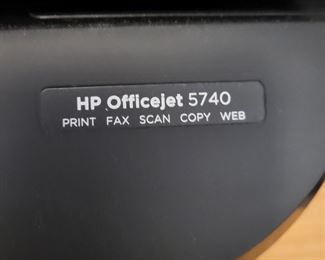 HP Officejet 5740
PRINT FAX SCAN COPY WEB